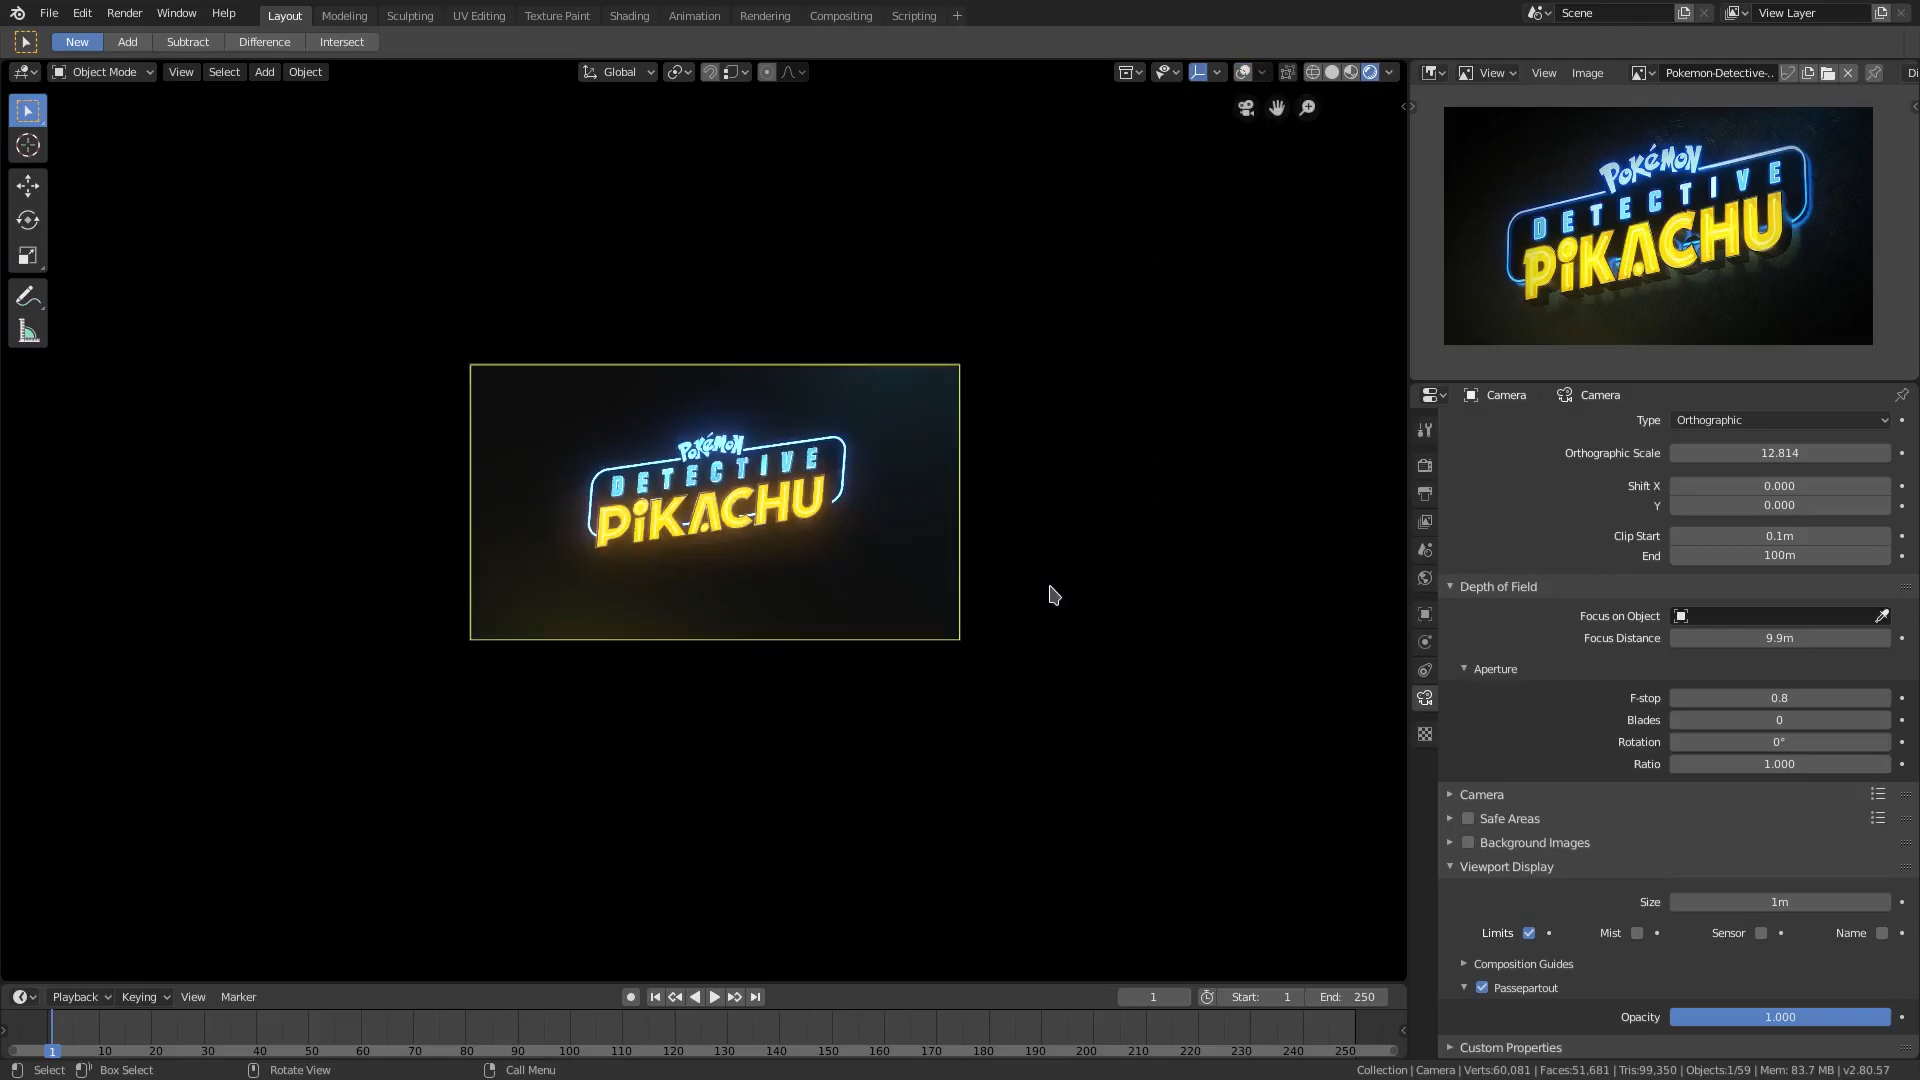 File Edit Render Window Help Layout Modeling Sculpting UV Editing Texture Paint Shading Animation Rendering Compositing Scripting + Scene View Layer
New Add Subtract Difference Intersect
Object Mode View Select Add Object Global View View Image Pokemon-Detective-.. Di
POKéMON
DETECTIVE
PiKACHU
POKéMON
DETECTIVE
PiKACHU
Camera Camera
Type Orthographic
Orthographic Scale 12.814
Shift X 0.000
Y 0.000
Clip Start 0.1m
End 100m
Depth of Field
Focus on Object
Focus Distance 9.9m
Aperture
F-stop 0.8
Blades 0
Rotation 0°
Ratio 1.000
Camera
Safe Areas
Background Images
Viewport Display
Size 1m
Limits Mist Sensor Name
Composition Guides
Passepartout
Opacity 1.000
Custom Properties
Playback Keying View Marker 1 Start: 1 End: 250
1 10 20 30 40 50 60 70 80 90 100 110 120 130 140 150 160 170 180 190 200 210 220 230 240 250
Select Box Select Rotate View Call Menu Collection | Camera | Verts:60,081 | Faces:51,681 | Tris:99,350 | Objects:1/59 | Mem: 83.7 MB | v2.80.57